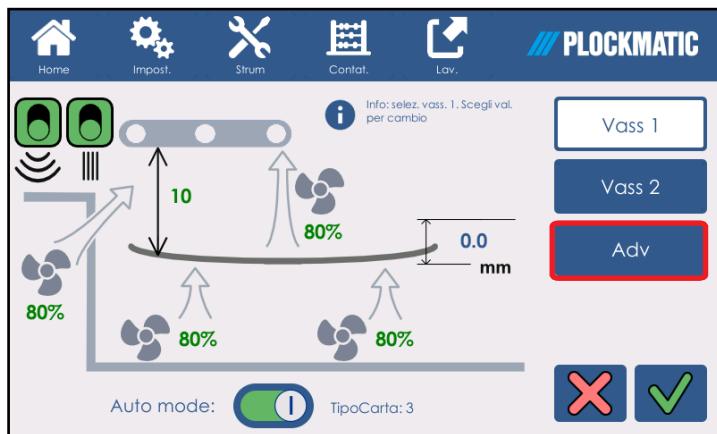 Home
Impost.
Strum
Contat.
Lav.
PLOCKMATIC
Info: selez. vass. 1. Scegli val.
per cambio
Vass 1
Vass 2
Adv
10
80%
0.0
mm
80%
80%
80%
Auto mode:
TipoCarta: 3